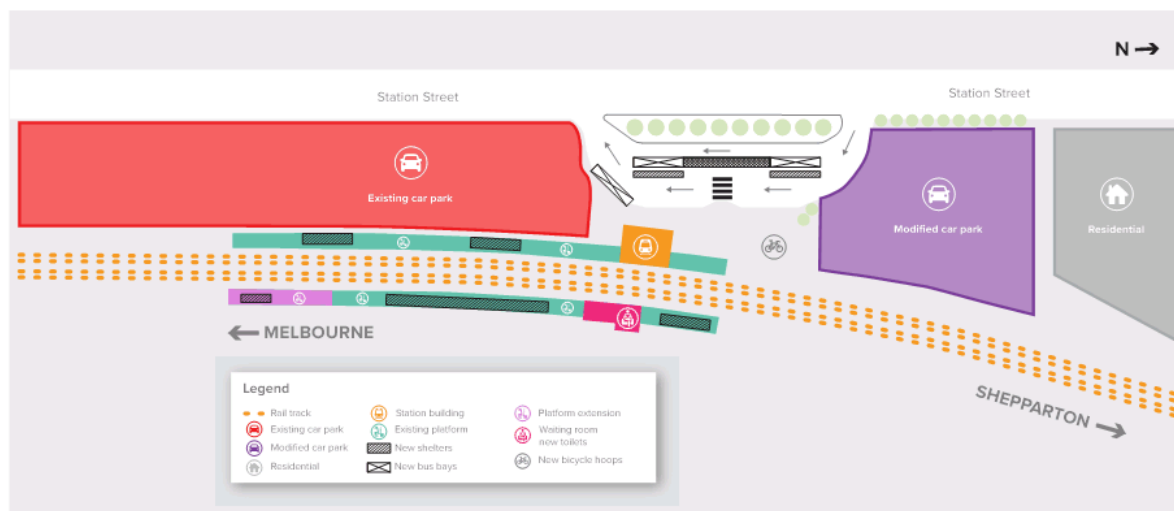 N
Station Street
Station Street
Existing car park
Modified car park
Residential
MELBOURNE
SHEPPARTON
Legend
Rail track
Existing car park
Modified car park
Residential
Station building
Existing platform
New shelters
New bus bays
Platform extension
Waiting room
new toilets
New bicycle hoops